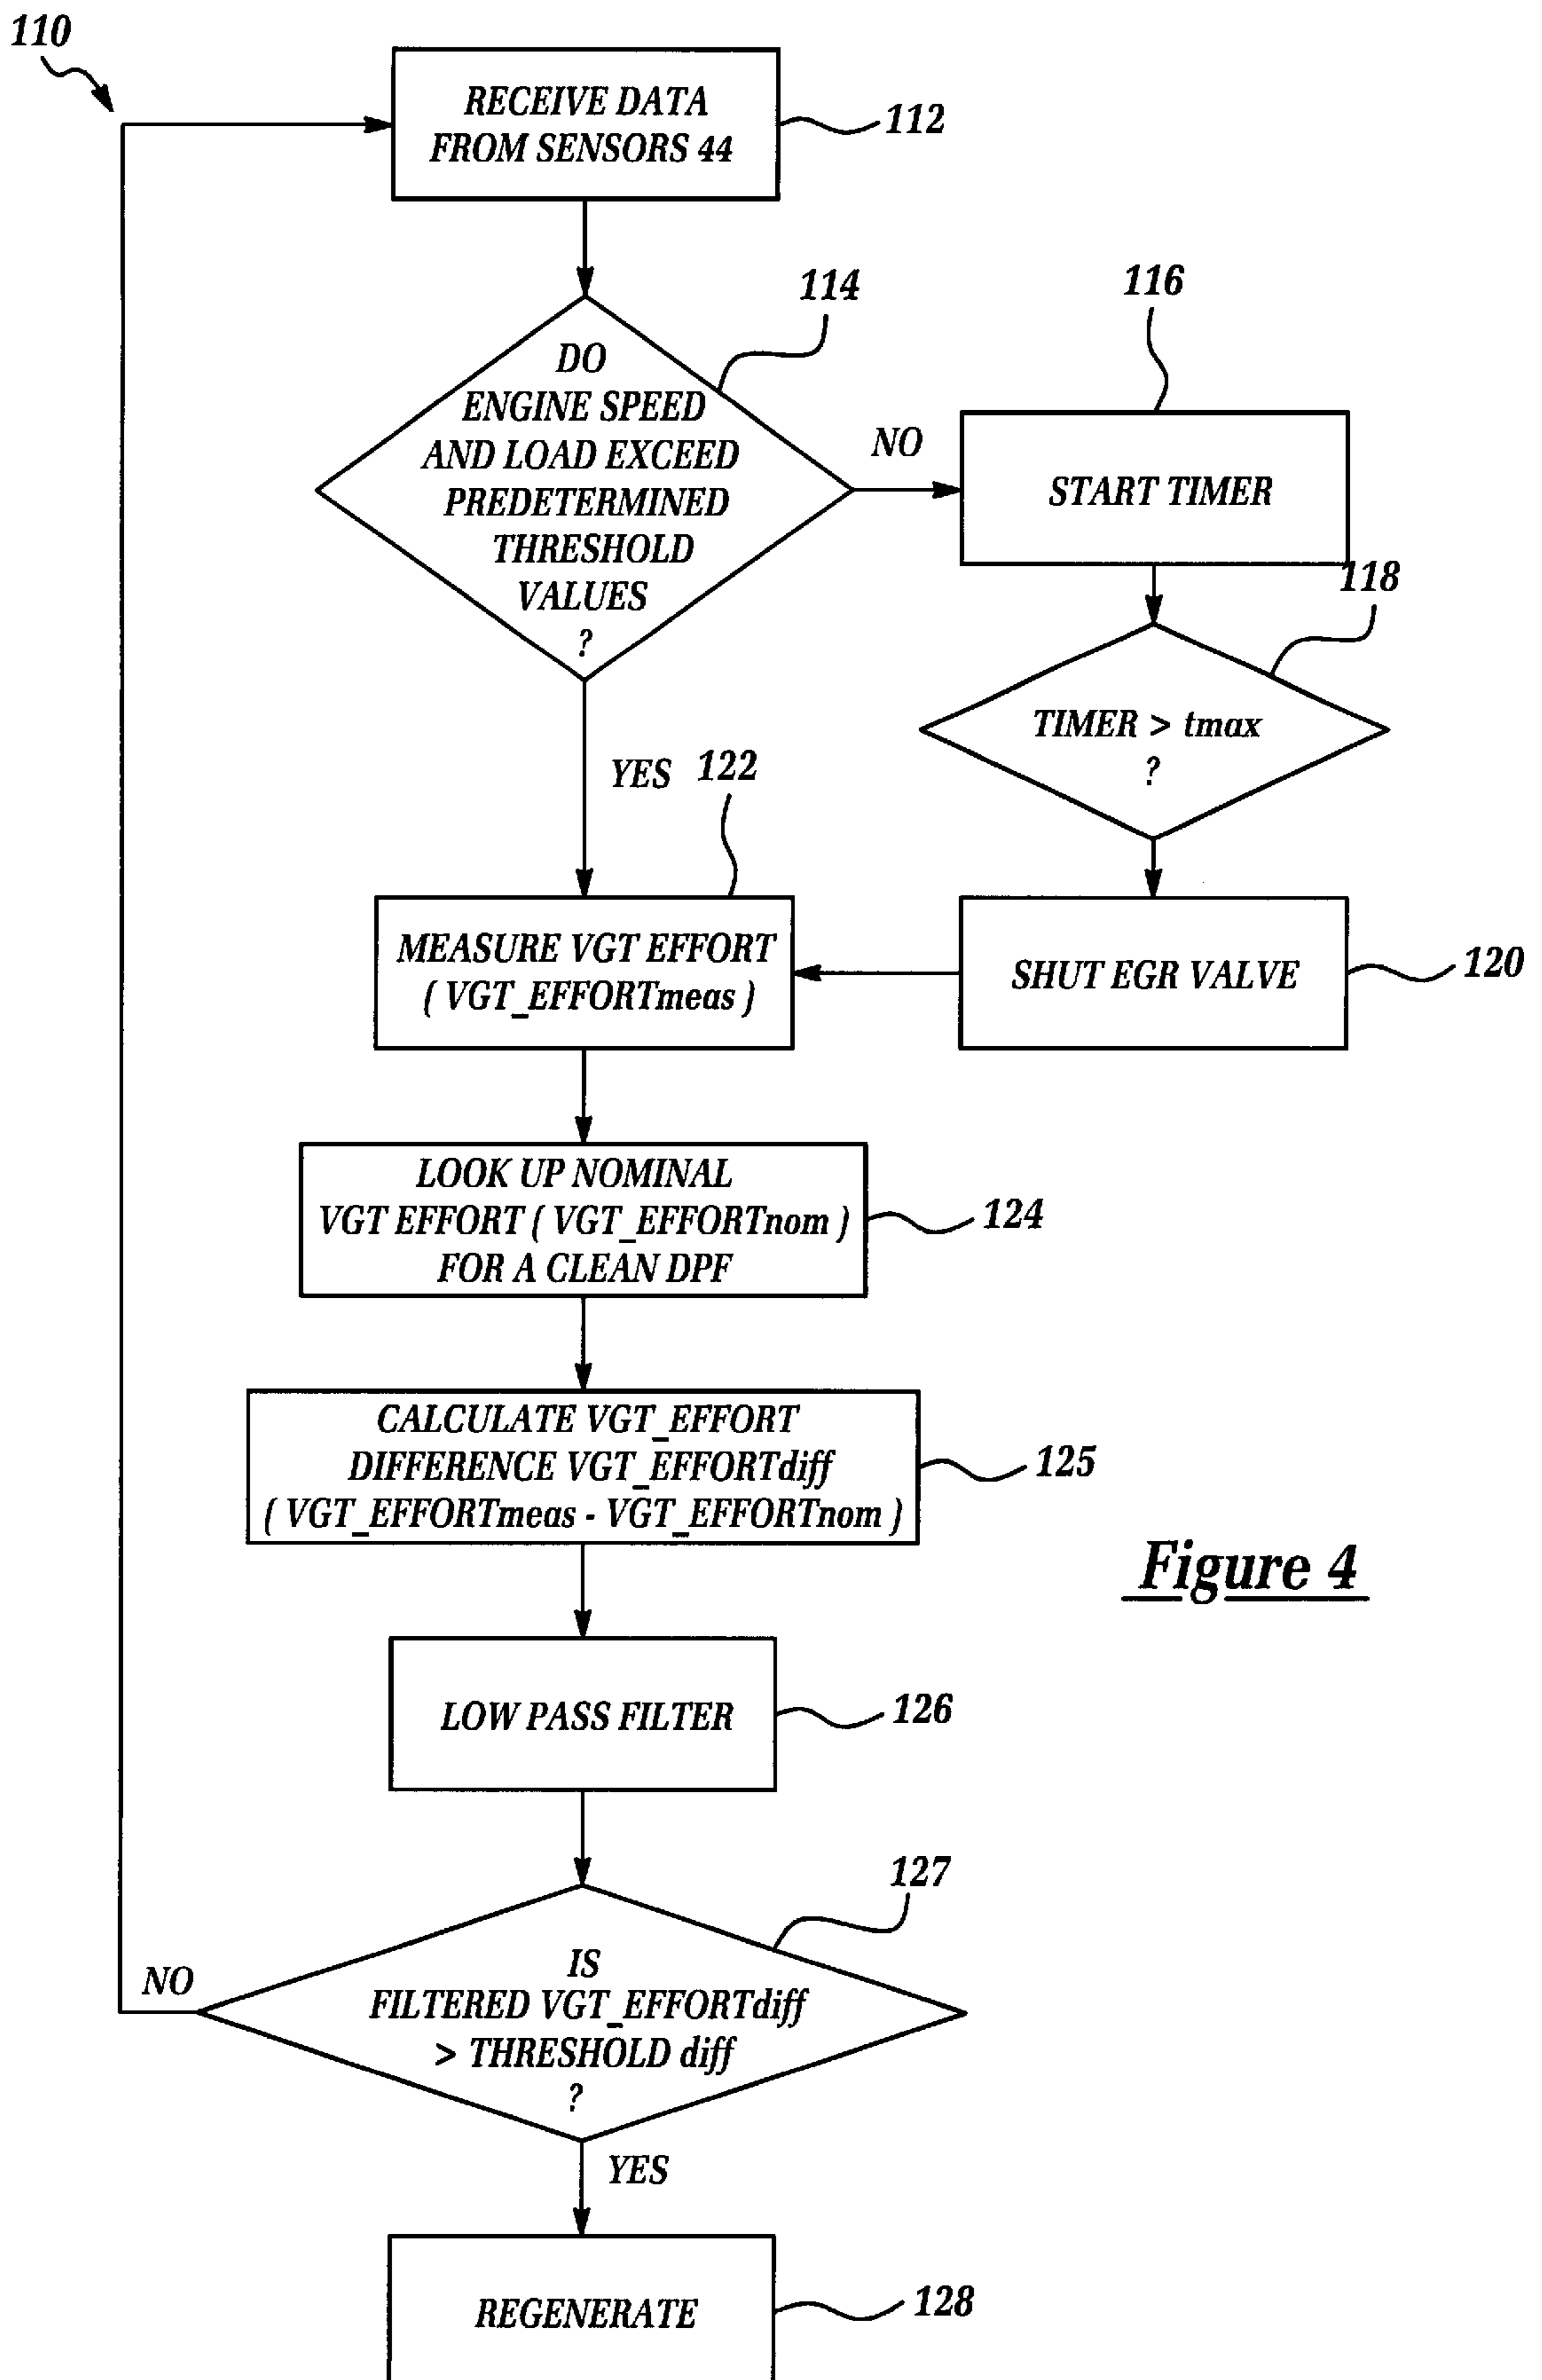 110
RECEIVE DATA
FROM SENSORS 44
112
114
DO
ENGINE SPEED
AND LOAD EXCEED
PREDETERMINED
THRESHOLD
VALUES
?
NO
116
START TIMER
118
TIMER > tmax
?
YES
122
MEASURE VGT EFFORT
( VGT_EFFORTmeas )
SHUT EGR VALVE
120
LOOK UP NOMINAL
VGT EFFORT ( VGT_EFFORTnom )
FOR A CLEAN DPF
124
CALCULATE VGT_EFFORT
DIFFERENCE VGT_EFFORTdiff
( VGT_EFFORTmeas - VGT_EFFORTnom )
125
Figure 4
LOW PASS FILTER
126
127
NO
IS
FILTERED VGT_EFFORTdiff
> THRESHOLD diff
?
YES
REGENERATE
128